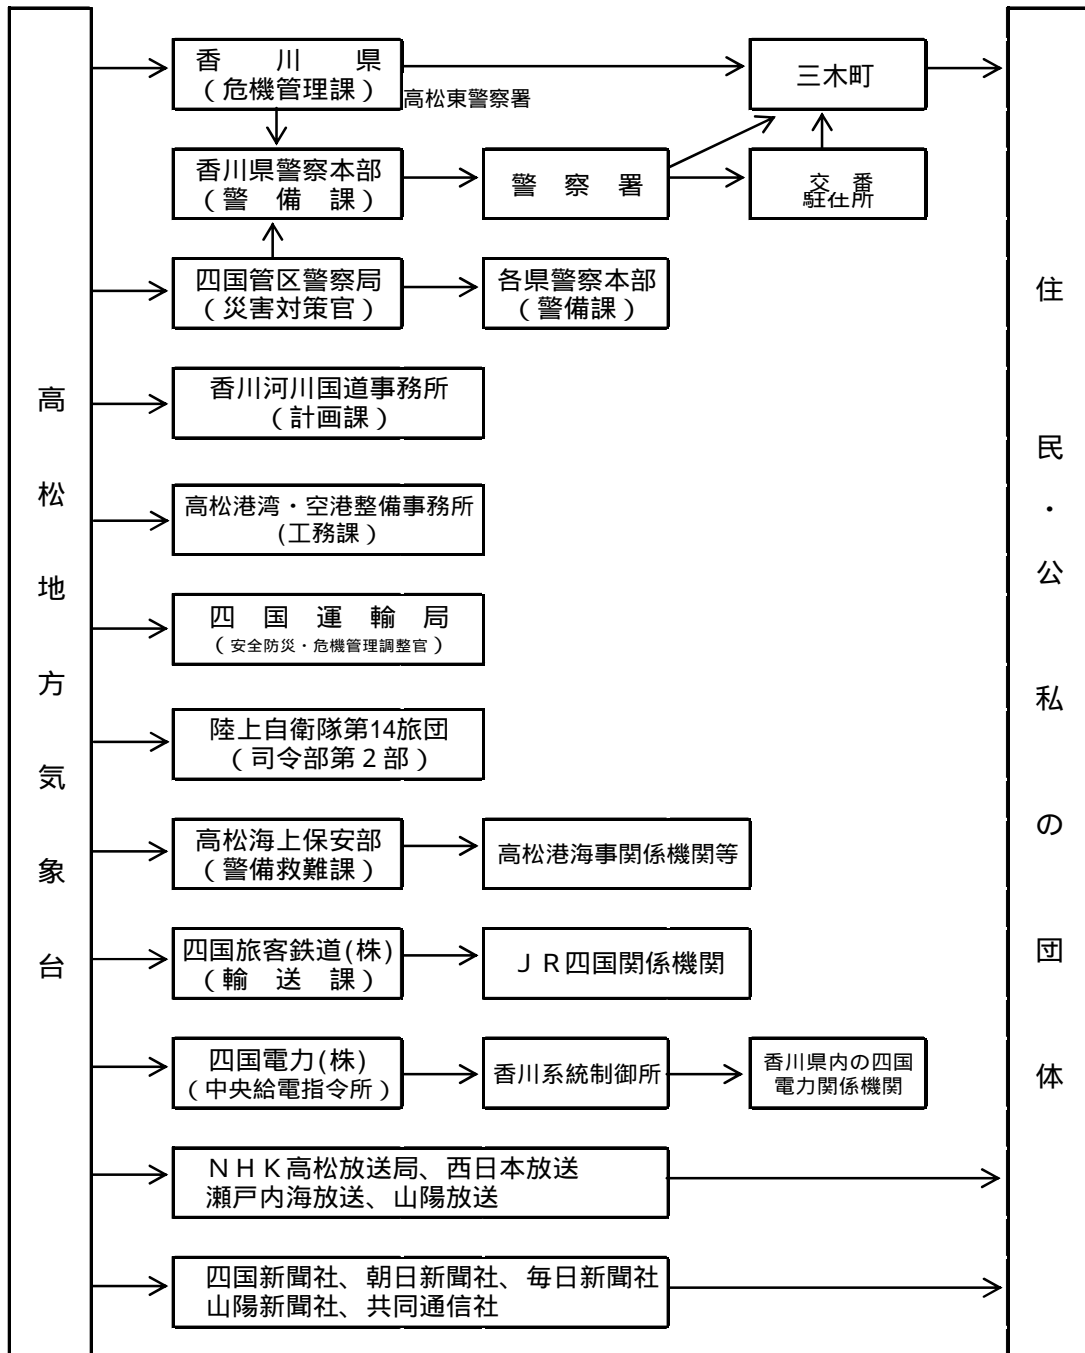 高松地方気象台
香　川　県
（危機管理課）
高松東警察署
三木町
香川県警察本部
（警　備　課）
警　察　署
交　番
駐在所
四国管区警察局
（災害対策官）
各県警察本部
（警備課）
香川河川国道事務所
（計画課）
高松港湾・空港整備事務所
(工務課）
四　国　運　輸　局
（安全防災・危機管理調整官）
陸上自衛隊第14旅団
（司令部第２部）
高松海上保安部
（警備救難課）
高松港海事関係機関等
四国旅客鉄道(株)
（輸　送　課）
ＪＲ四国関係機関
四国電力(株)
（中央給電指令所）
香川系統制御所
香川県内の四国
電力関係機関
ＮＨＫ高松放送局、西日本放送
瀬戸内海放送、山陽放送
四国新聞社、朝日新聞社、毎日新聞社
山陽新聞社、共同通信社
住民・公私の団体